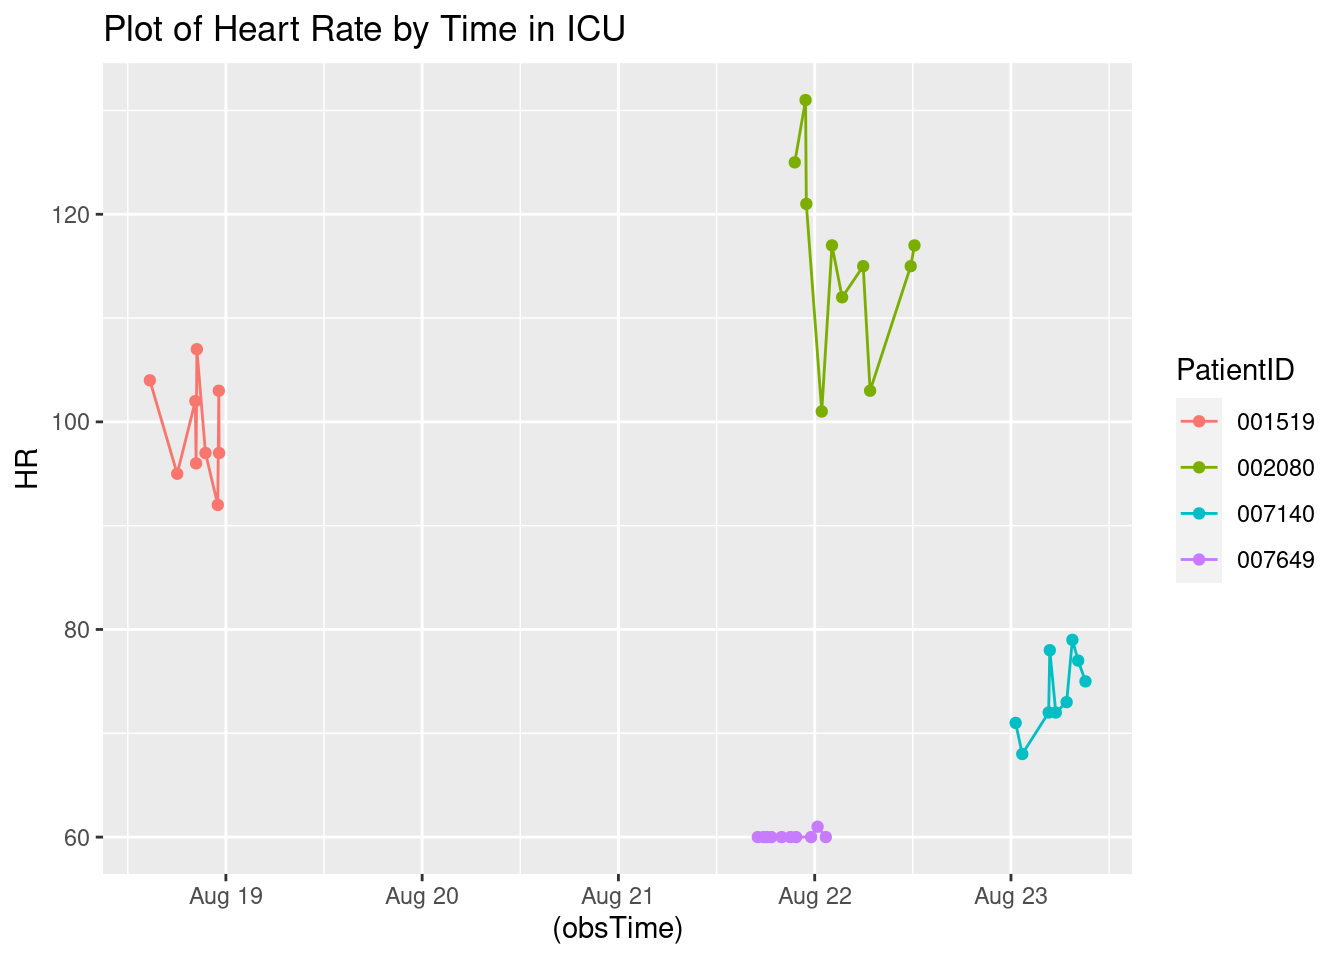 Plot of Heart Rate by Time in ICU
120
100
80
60
HR
Aug 19 Aug 20 Aug 21 Aug 22 Aug 23
(obsTime)
PatientID
001519
002080
007140
007649